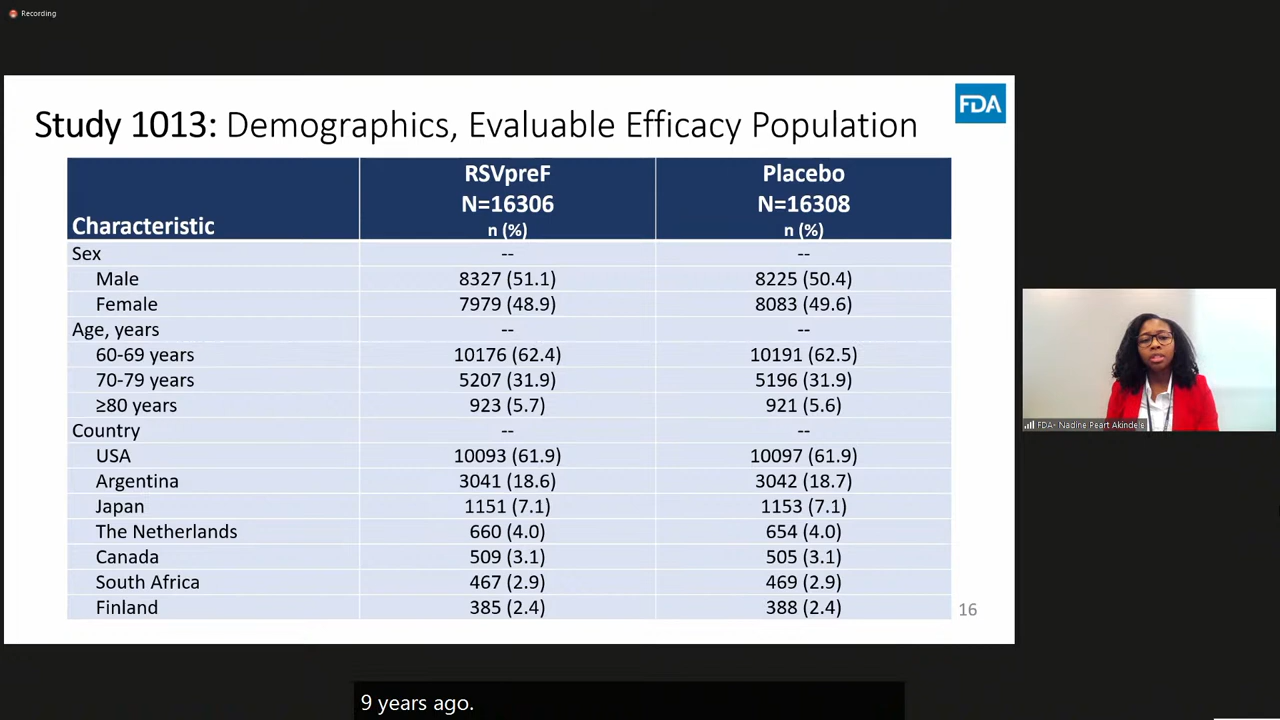 Recording
FDA
Study 1013: Demographics, Evaluable Efficacy Population
Characteristic RSVpreF N=16306 n (%) Placebo N=16308 n (%)
Sex -- --
Male 8327 (51.1) 8225 (50.4)
Female 7979 (48.9) 8083 (49.6)
Age, years -- --
60-69 years 10176 (62.4) 10191 (62.5)
70-79 years 5207 (31.9) 5196 (31.9)
≥80 years 923 (5.7) 921 (5.6)
Country -- --
USA 10093 (61.9) 10097 (61.9)
Argentina 3041 (18.6) 3042 (18.7)
Japan 1151 (7.1) 1153 (7.1)
The Netherlands 660 (4.0) 654 (4.0)
Canada 509 (3.1) 505 (3.1)
South Africa 467 (2.9) 469 (2.9)
Finland 385 (2.4) 388 (2.4)
16
FDA- Nadine Peart Akindele
9 years ago.